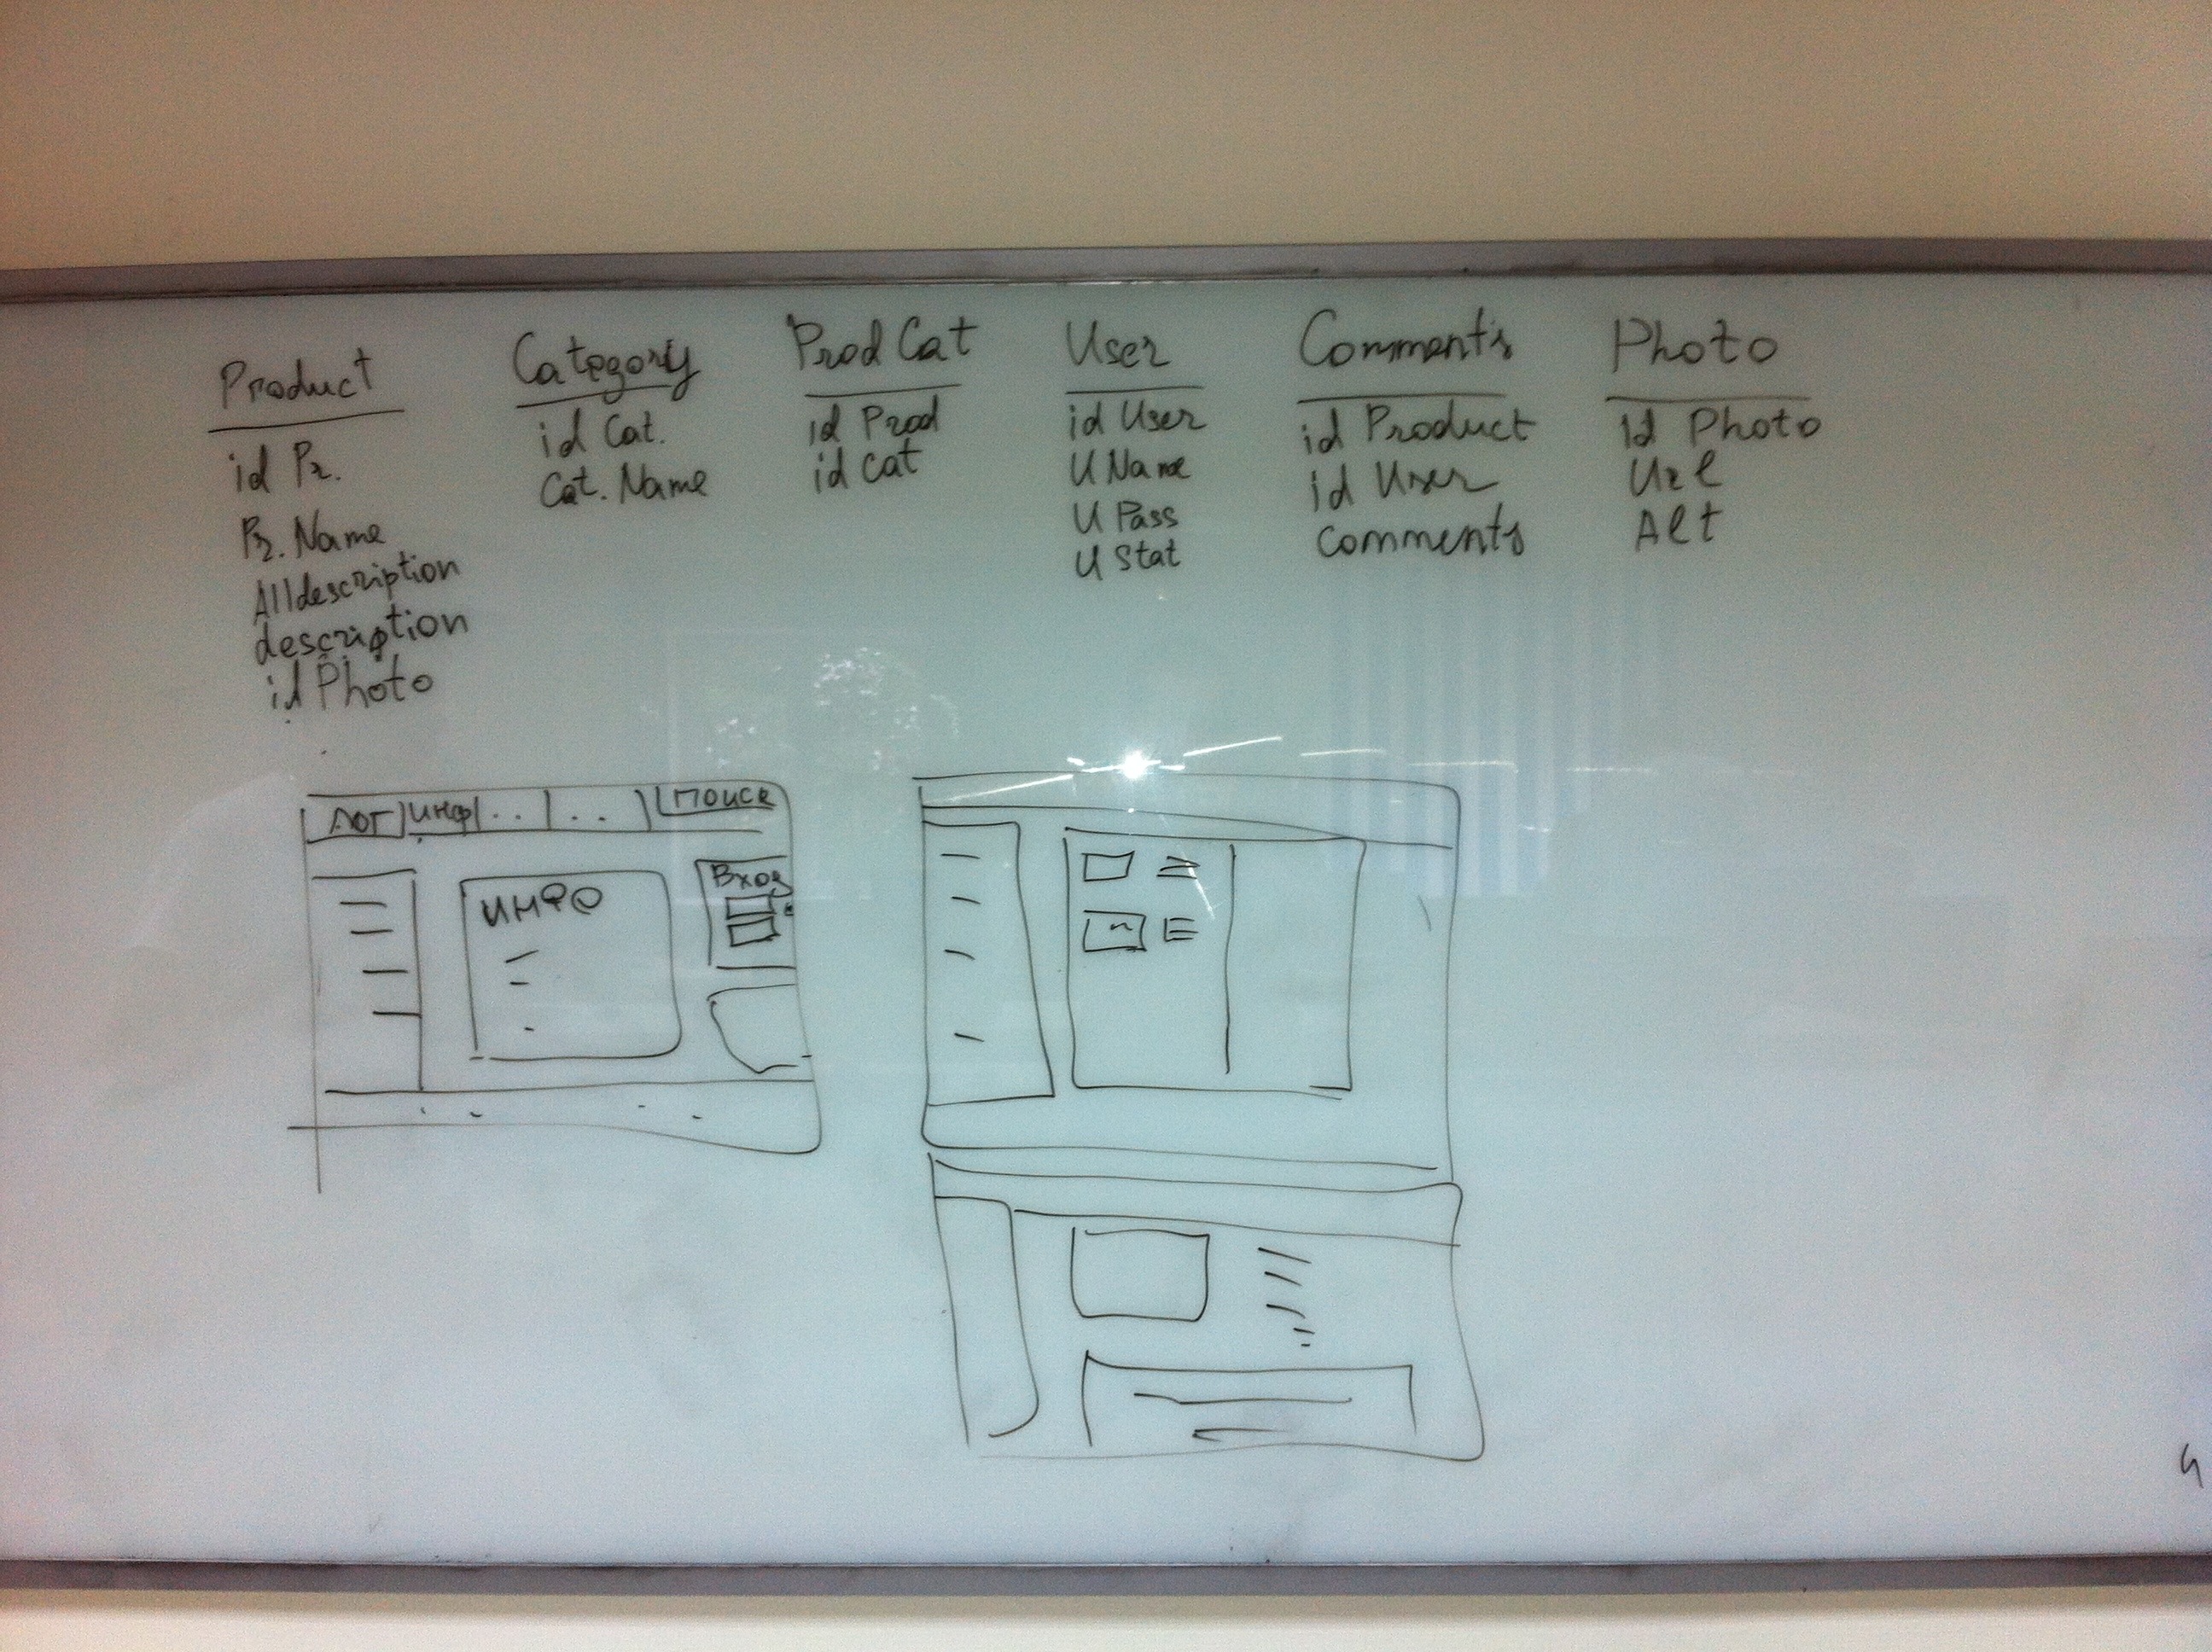 Product
id Pr.
Pr. Name
Alldescription
description
id Photo
Category
id Cat.
Cat. Name
Prod Cat
id Prod
id cat
User
id User
U Name
U Pass
U Stat
Comments
id Product
id User
comments
Photo
id Photo
Url
Alt
ЛОГ инф . . . . Поиск
инфо
Вход